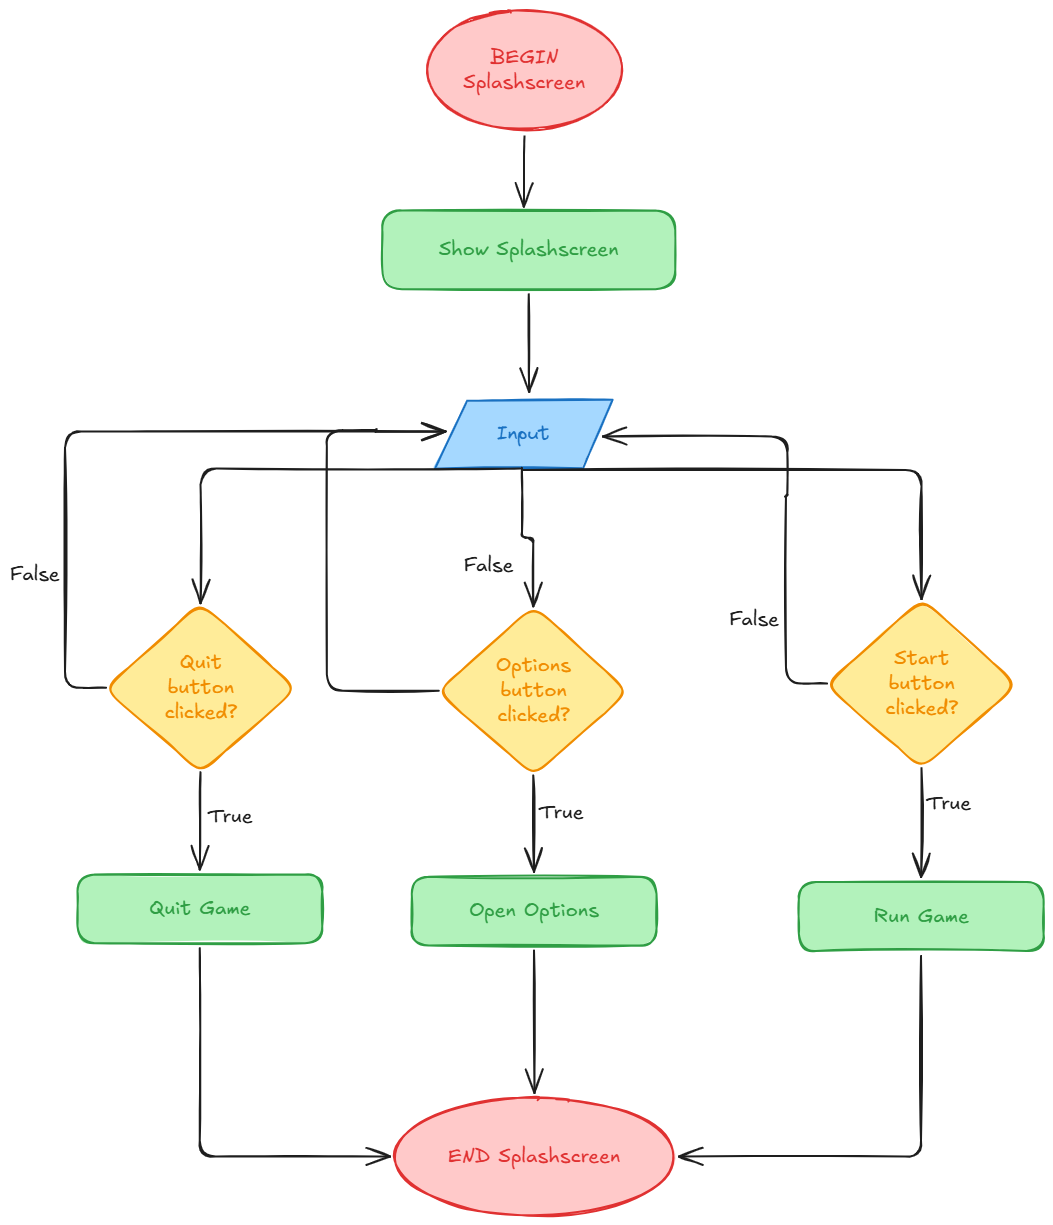 BEGIN
Splashscreen
Show Splashscreen
Input
False
False
False
Quit
button
clicked?
Options
button
clicked?
Start
button
clicked?
True
True
True
Quit Game
Open Options
Run Game
END Splashscreen